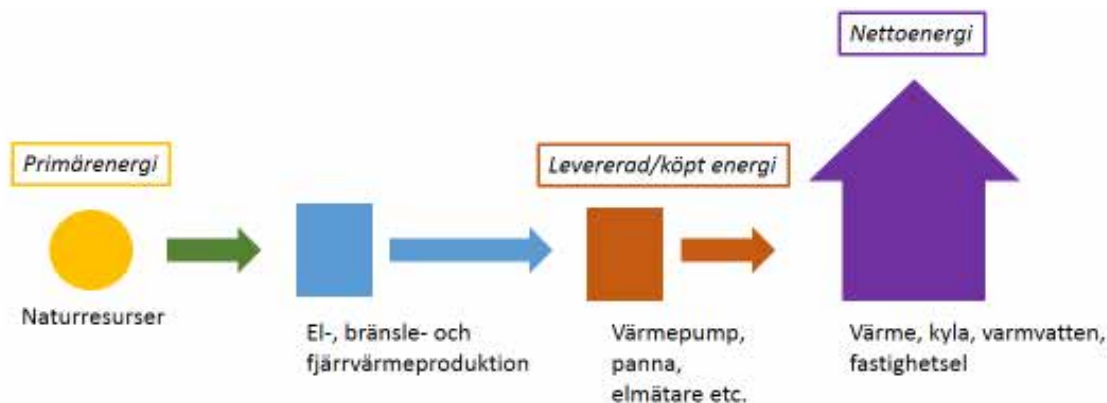 Nettoenergi
Primärenergi
Levererad/köpt energi
Naturresurser
El-, bränsle- och
fjärrvärmeproduktion
Värmepump,
panna,
elmätare etc.
Värme, kyla, varmvatten,
fastighetsel